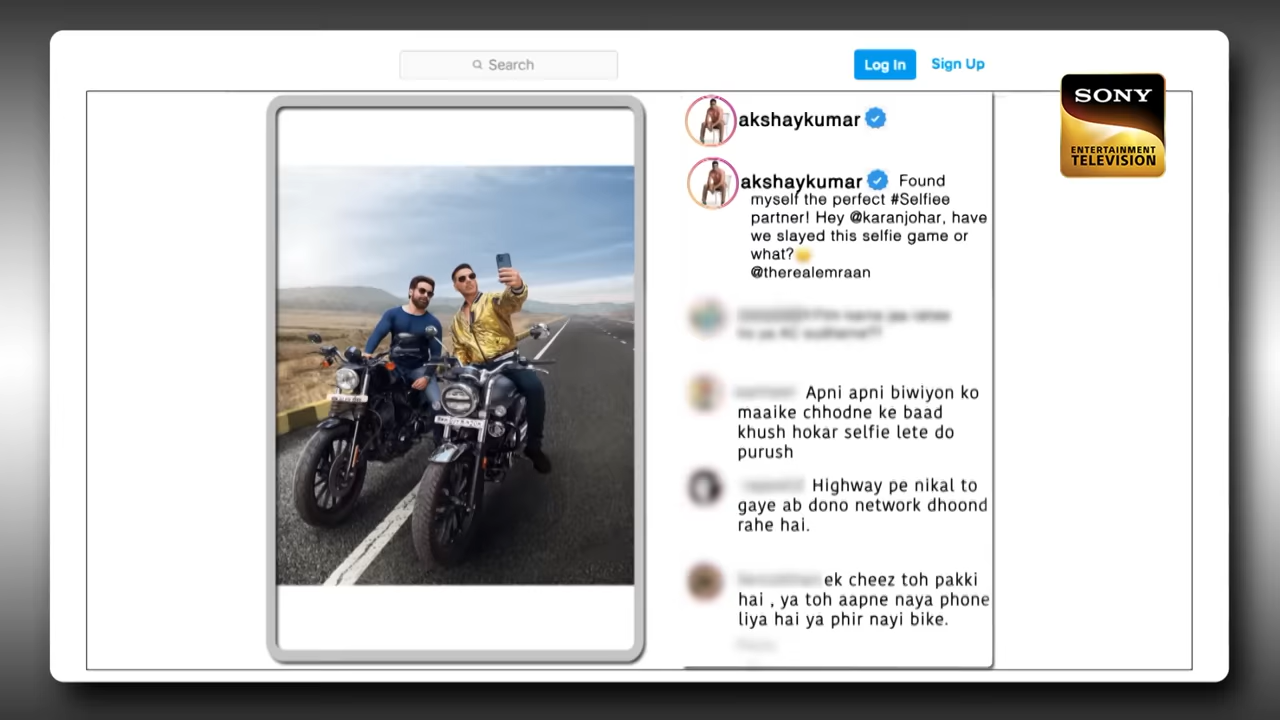 Search
Log In
Sign Up
SONY
ENTERTAINMENT
TELEVISION
akshaykumar
akshaykumar Found
myself the perfect #Selfiee
partner! Hey @karanjohar, have
we slayed this selfie game or
what?
@therealemraan
Apni apni biwiyon ko
maaike chhodne ke baad
khush hokar selfie lete do
purush
Highway pe nikal to
gaye ab dono network dhoond
rahe hai.
ek cheez toh pakki
hai , ya toh aapne naya phone
liya hai ya phir nayi bike.